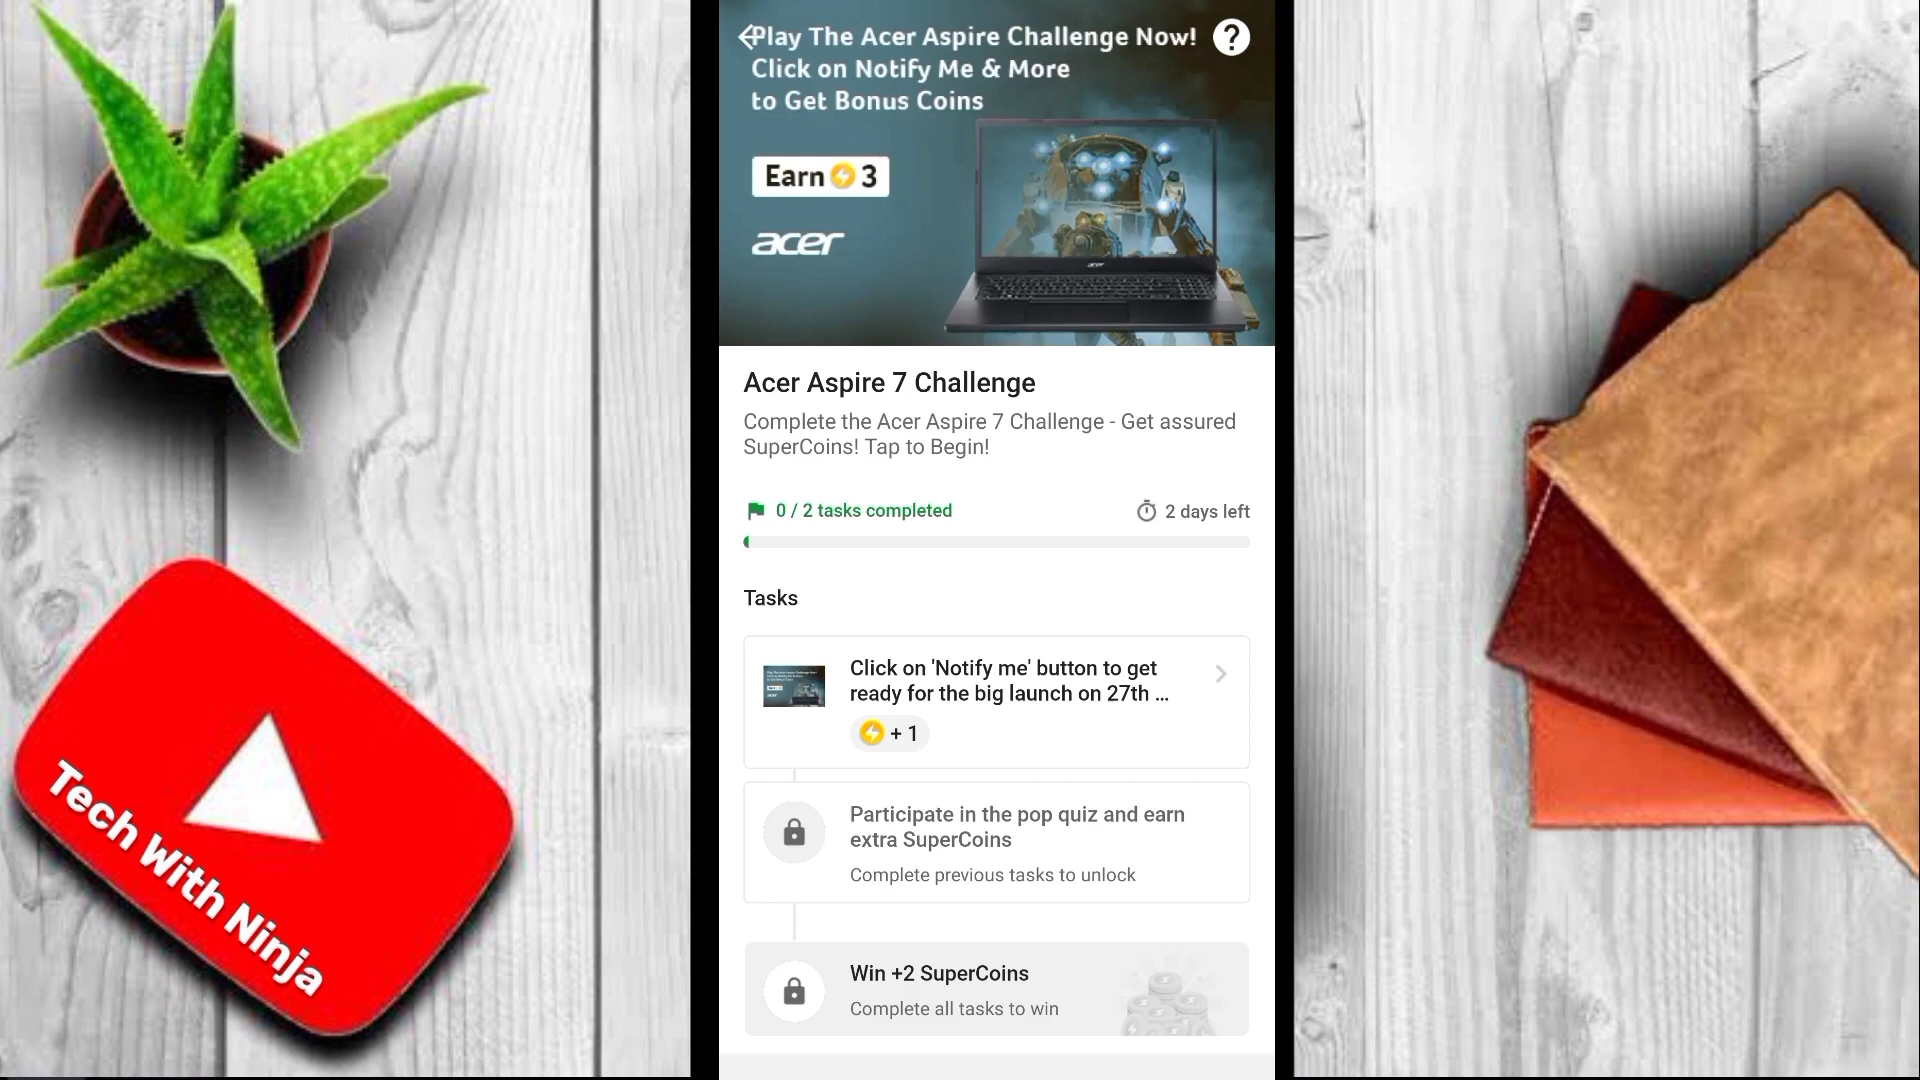 Play The Acer Aspire Challenge Now!
Click on Notify Me & More
to Get Bonus Coins
?
Earn 3
acer
Acer Aspire 7 Challenge
Complete the Acer Aspire 7 Challenge - Get assured
SuperCoins! Tap to Begin!
0 / 2 tasks completed
2 days left
Tasks
Click on 'Notify me' button to get
ready for the big launch on 27th ...
+ 1
Participate in the pop quiz and earn
extra SuperCoins
Complete previous tasks to unlock
Win +2 SuperCoins
Complete all tasks to win
Tech With Ninja